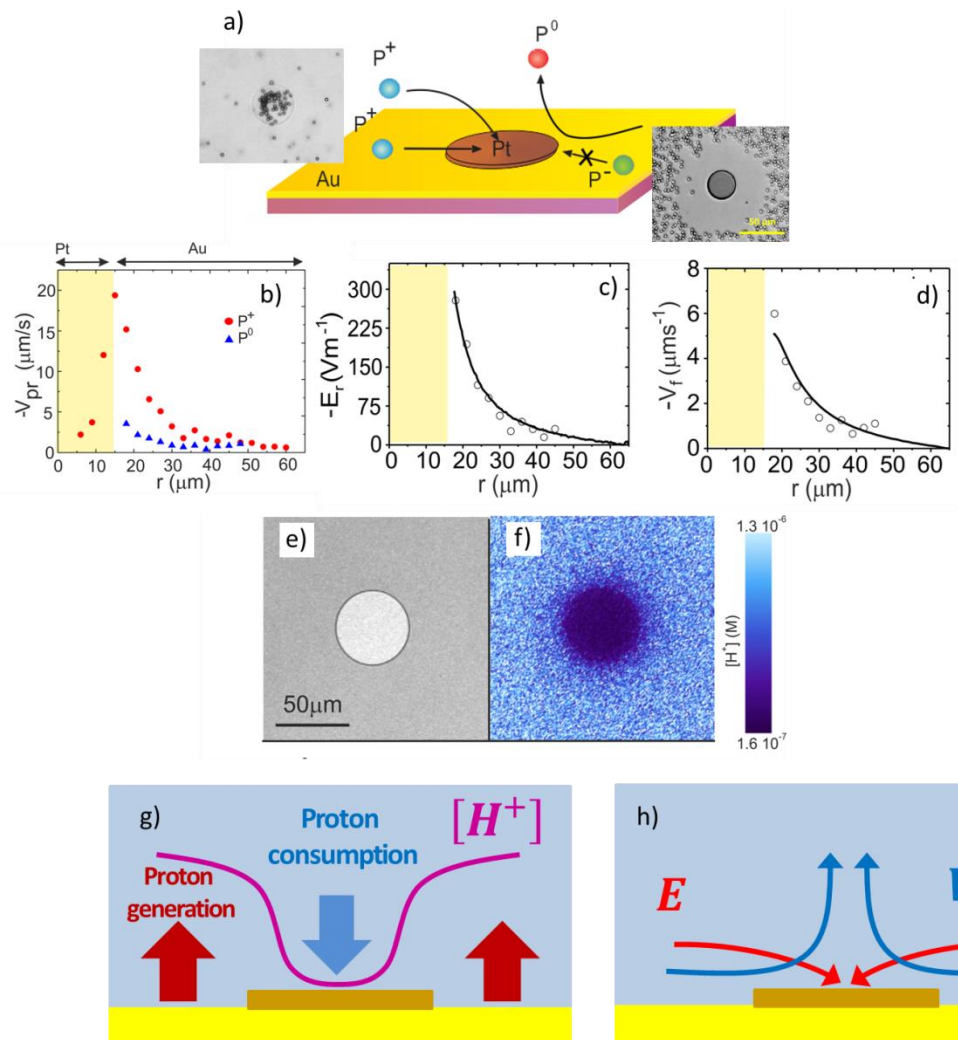 a)
P⁰
P⁺
P⁺
Pt
P⁻
Au
50 µm
Pt
Au
b)
-Vpr (µm/s)
20
15
10
5
0
P⁺
P⁰
0 10 20 30 40 50 60
r (µm)
c)
-Er (Vm⁻¹)
300
225
150
75
0
0 10 20 30 40 50 60
r (µm)
d)
-Vf (µms⁻¹)
8
6
4
2
0
0 10 20 30 40 50 60
r (µm)
e)
50µm
f)
1.3 10⁻⁶
[H⁺] (M)
1.6 10⁻⁷
g)
Proton
consumption
[H⁺]
Proton
generation
h)
E